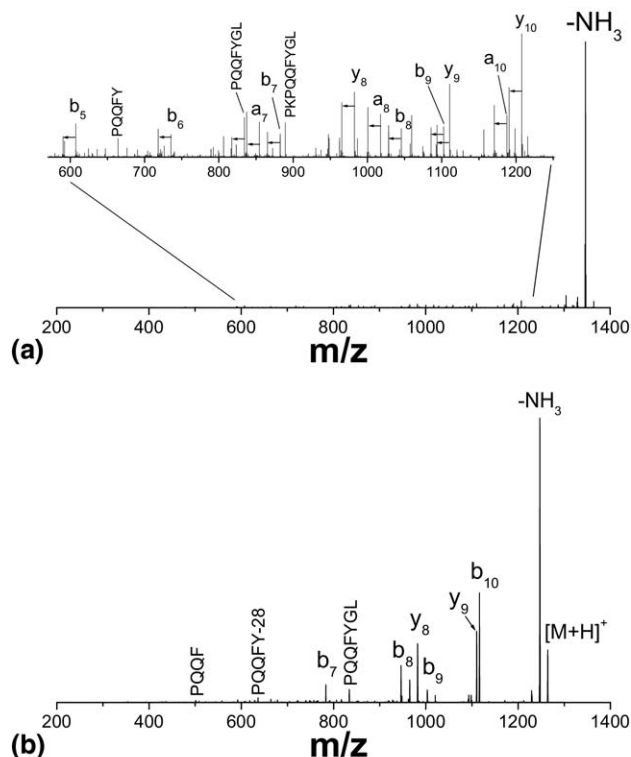 b5
PQQFY
b6
PQQFYGL
a7
b7
PKPQQFYGL
y8
a8
b8
b9
y9
a10
y10
-NH3
600 700 800 900 1000 1100 1200
200 400 600 800 1000 1200 1400
(a) m/z
-NH3
b10
y9
[M+H]+
y8
PQQFYGL
b8
b9
b7
PQQFY-28
PQQF
200 400 600 800 1000 1200 1400
(b) m/z